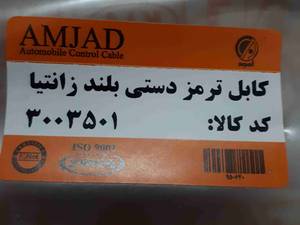 AMJAD
Automobile Control Cable
کابل ترمز دستی بلند زانتیا
کد کالا: ۳۰۰۳۵۰۱
ISO 9002